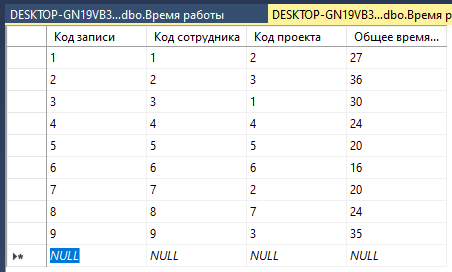 DESKTOP-GN19VB3...dbo.Время работы DESKTOP-GN19VB3...dbo.Время р
Код записи Код сотрудника Код проекта Общее время...
1 1 2 27
2 2 3 36
3 3 1 30
4 4 4 24
5 5 5 20
6 6 6 16
7 7 2 20
8 8 7 24
9 9 3 35
NULL NULL NULL NULL